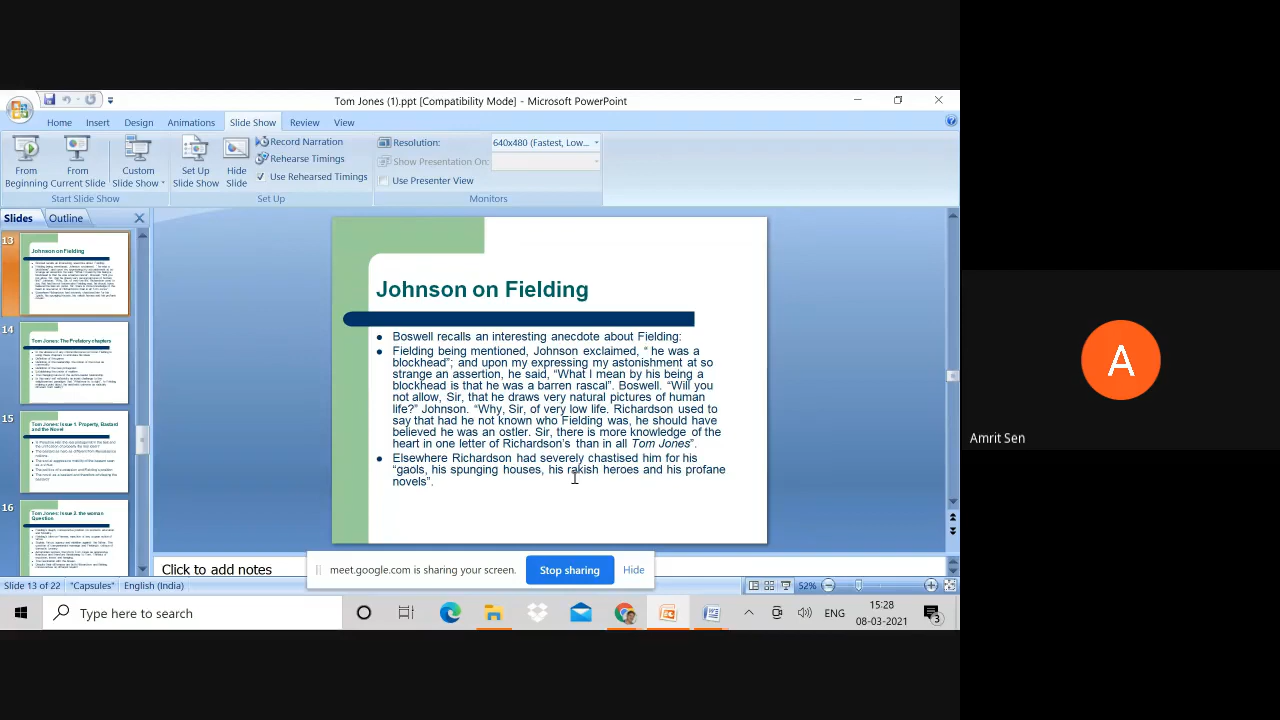 Tom Jones (1).ppt [Compatibility Mode] - Microsoft PowerPoint
Home Insert Design Animations Slide Show Review View
From Beginning
From Current Slide
Custom Slide Show
Set Up Slide Show
Hide Slide
Record Narration
Rehearse Timings
Use Rehearsed Timings
Resolution: 640x480 (Fastest, Low...
Show Presentation On:
Use Presenter View
Start Slide Show Set Up Monitors
Slides Outline
13
Johnson on Fielding
14
Tom Jones: The Prefatory chapters
15
Tom Jones: Issue 1. Property, Bastard
and the Novel
16
Tom Jones: Issue 2. the woman
Question
Johnson on Fielding
Boswell recalls an interesting anecdote about Fielding:
Fielding being mentioned, Johnson exclaimed, “ he was a
blockhead”; and upon my expressing my astonishment at so
strange an assertion, he said, “What I mean by his being a
blockhead is that he was a barren rascal”. Boswell. “Will you
not allow, Sir, that he draws very natural pictures of human
life?” Johnson. “Why, Sir, of very low life. Richardson used to
say that had he not known who Fielding was, he should have
believed he was an ostler. Sir, there is more knowledge of the
heart in one letter of Richardson’s than in all Tom Jones”.
Elsewhere Richardson had severely chastised him for his
his spunging houses, his rakish heroes and his profane
novels”.
Click to add notes
meet.google.com is sharing your screen. Stop sharing Hide
Slide 13 of 22 "Capsules" English (India) 52%
Type here to search
ENG
15:28
08-03-2021
3
A
Amrit Sen